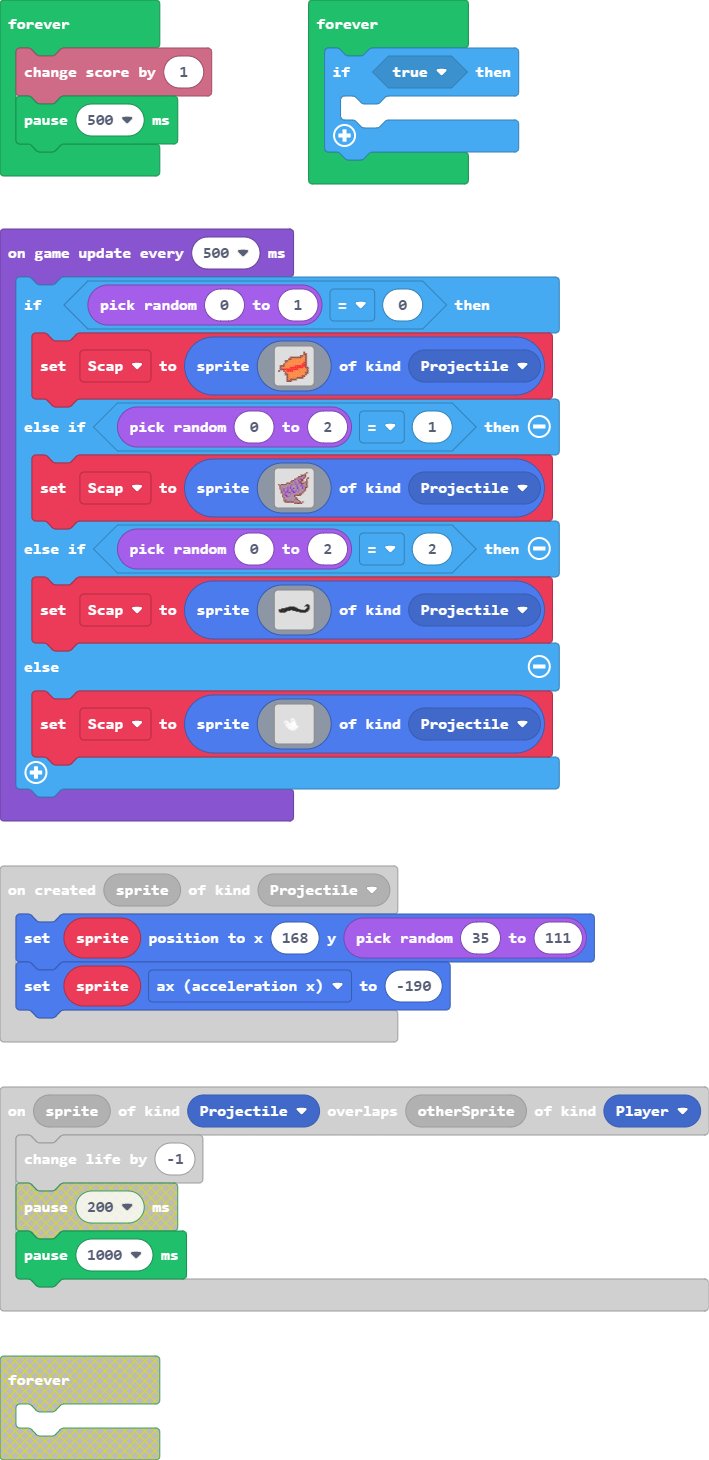 forever
change score by 1
pause 500 ms
forever
if true then
on game update every 500 ms
if pick random 0 to 1 = 0 then
set Scap to sprite of kind Projectile
else if pick random 0 to 2 = 1 then
set Scap to sprite of kind Projectile
else if pick random 0 to 2 = 2 then
set Scap to sprite of kind Projectile
else
set Scap to sprite of kind Projectile
on created sprite of kind Projectile
set sprite position to x 168 y pick random 35 to 111
set sprite ax (acceleration x) to -190
on sprite of kind Projectile overlaps otherSprite of kind Player
change life by -1
pause 200 ms
pause 1000 ms
forever